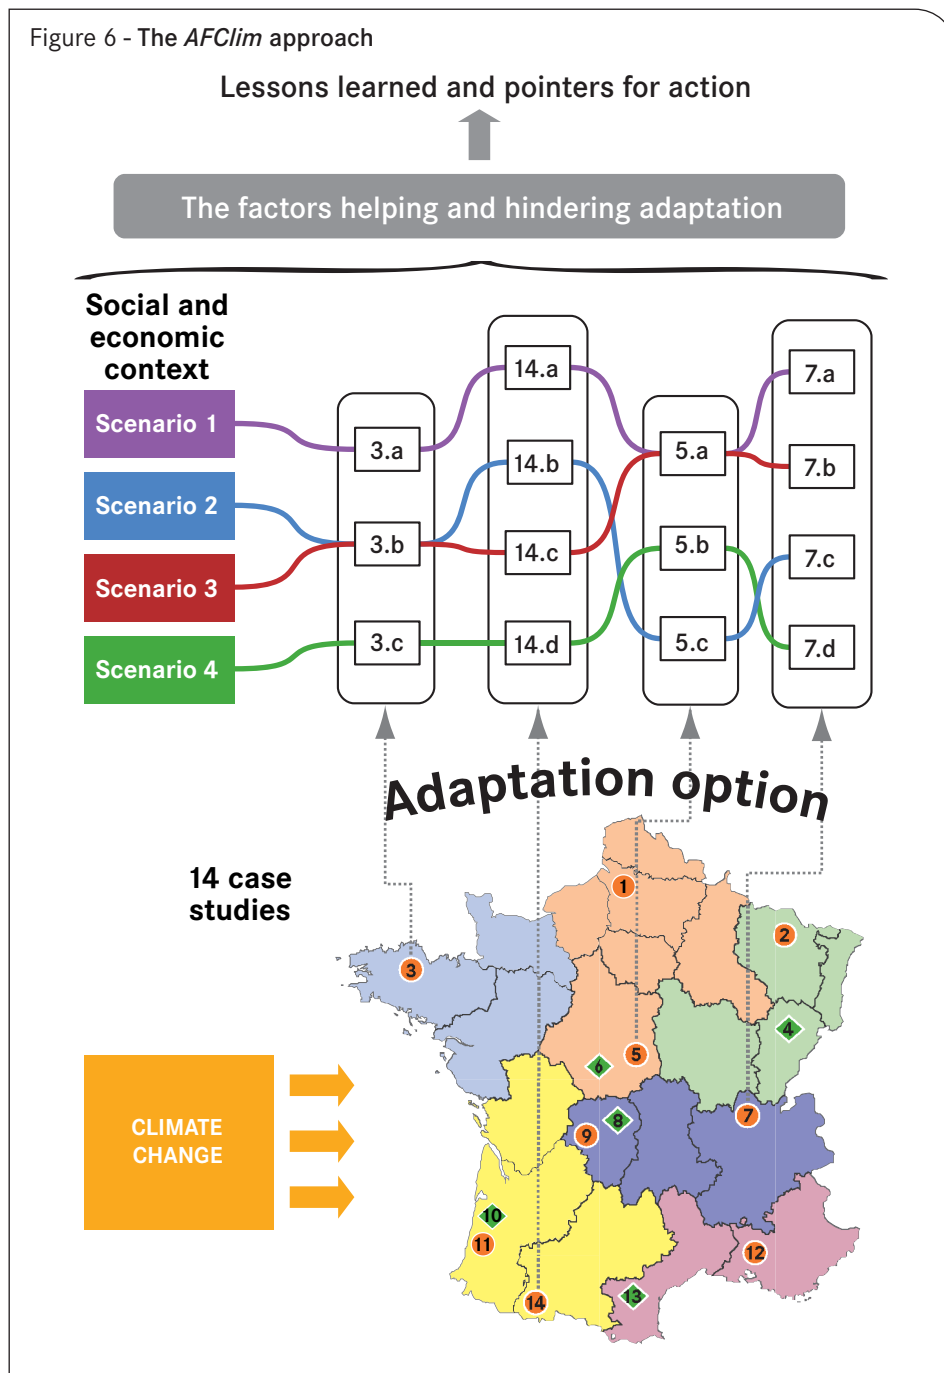 Figure 6 - The AFClim approach
Lessons learned and pointers for action
The factors helping and hindering adaptation
Social and
economic
context
Scenario 1
Scenario 2
Scenario 3
Scenario 4
3.a
3.b
3.c
14.a
14.b
14.c
14.d
5.a
5.b
5.c
7.a
7.b
7.c
7.d
Adaptation option
14 case
studies
1
2
3
4
5
6
7
8
9
10
11
12
13
14
CLIMATE
CHANGE